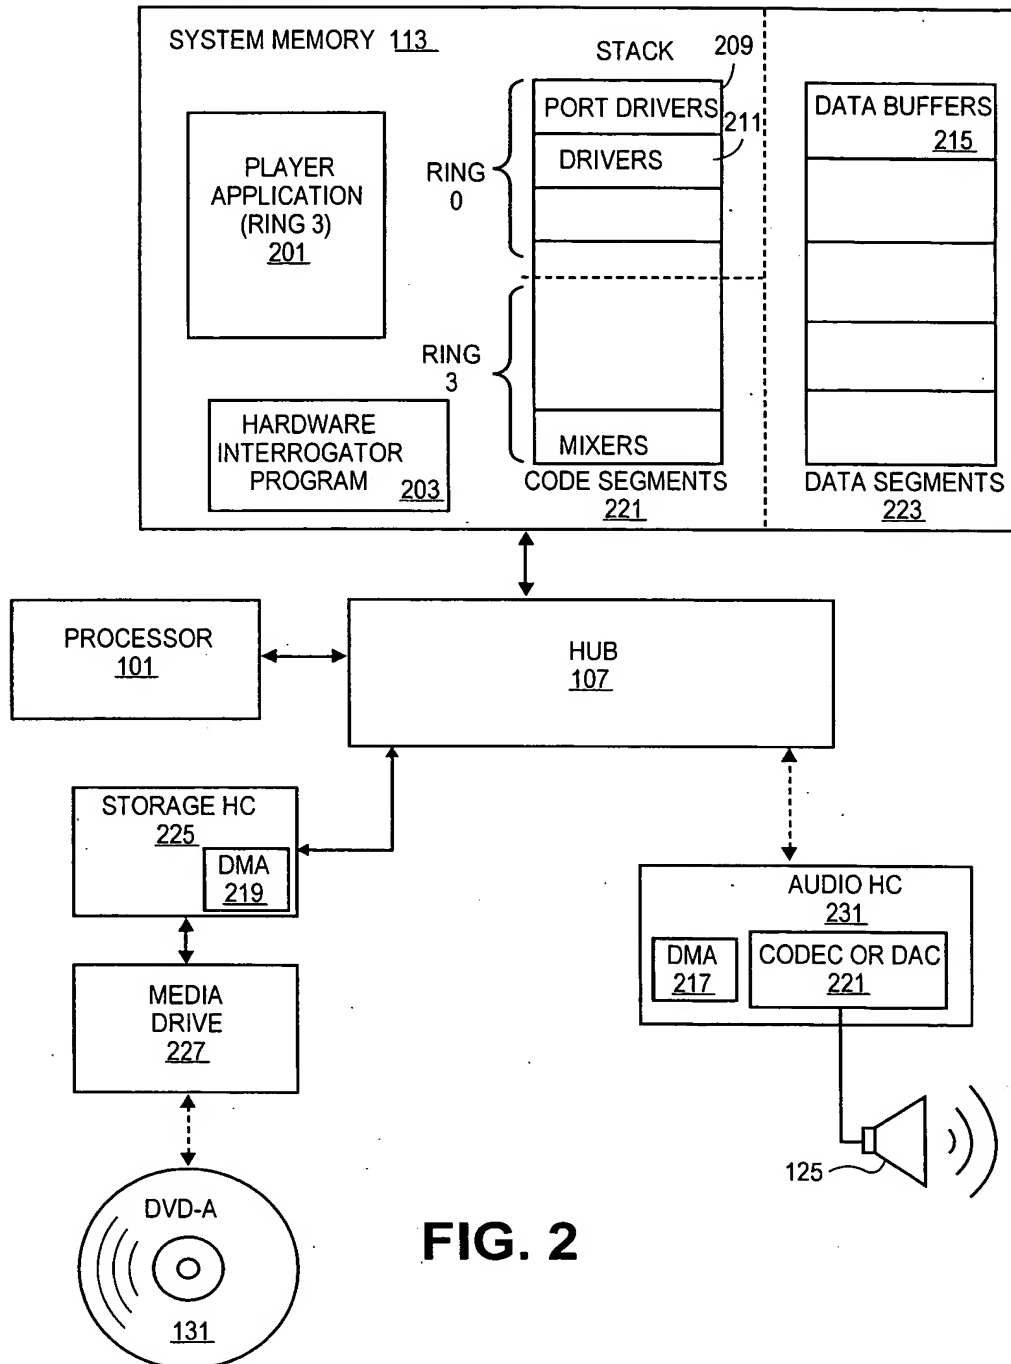 SYSTEM MEMORY 113
STACK
209
PORT DRIVERS
211
DRIVERS
RING
0
PLAYER
APPLICATION
(RING 3)
201
RING
3
HARDWARE
INTERROGATOR
PROGRAM 203
MIXERS
CODE SEGMENTS
221
DATA BUFFERS
215
DATA SEGMENTS
223
PROCESSOR
101
HUB
107
STORAGE HC
225
DMA
219
MEDIA
DRIVE
227
DVD-A
131
AUDIO HC
231
DMA
217
CODEC OR DAC
221
125
FIG. 2